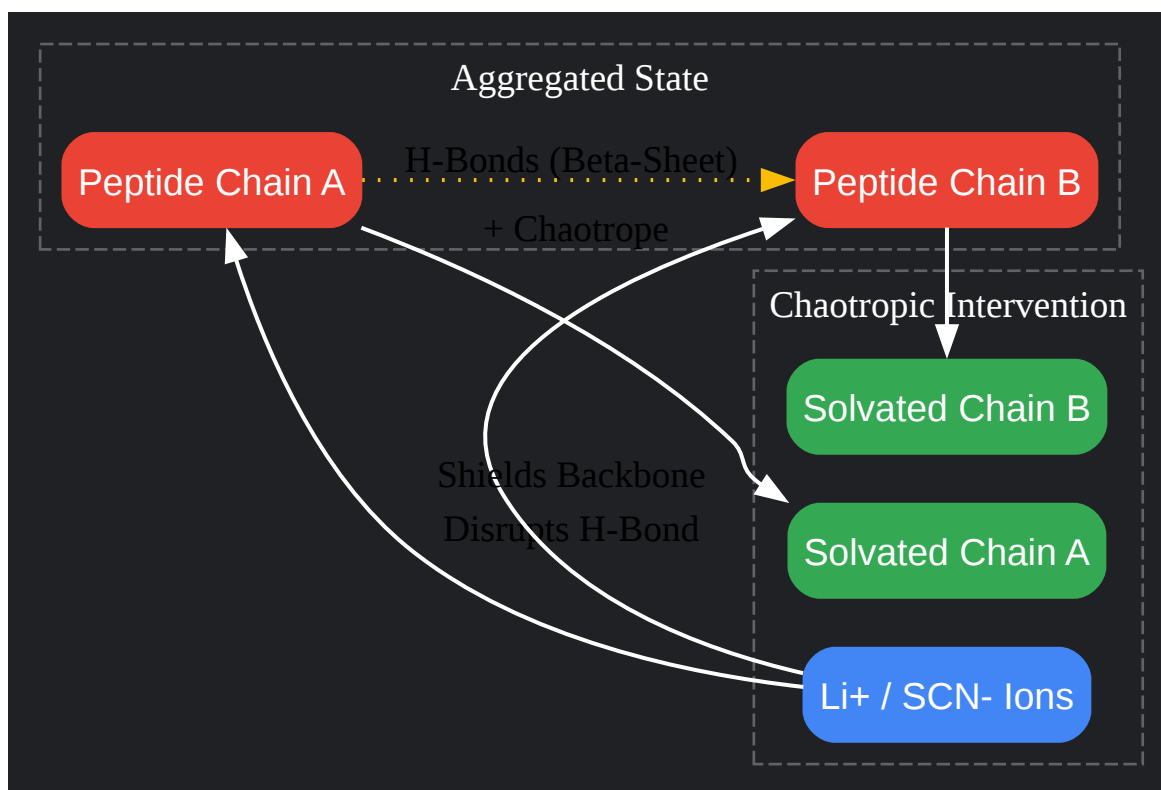 Aggregated State
Peptide Chain A
H-Bonds (Beta-Sheet)
Peptide Chain B
+ Chaotrope
Chaotropic Intervention
Solvated Chain B
Shields Backbone
Disrupts H-Bond
Solvated Chain A
Li+ / SCN- Ions